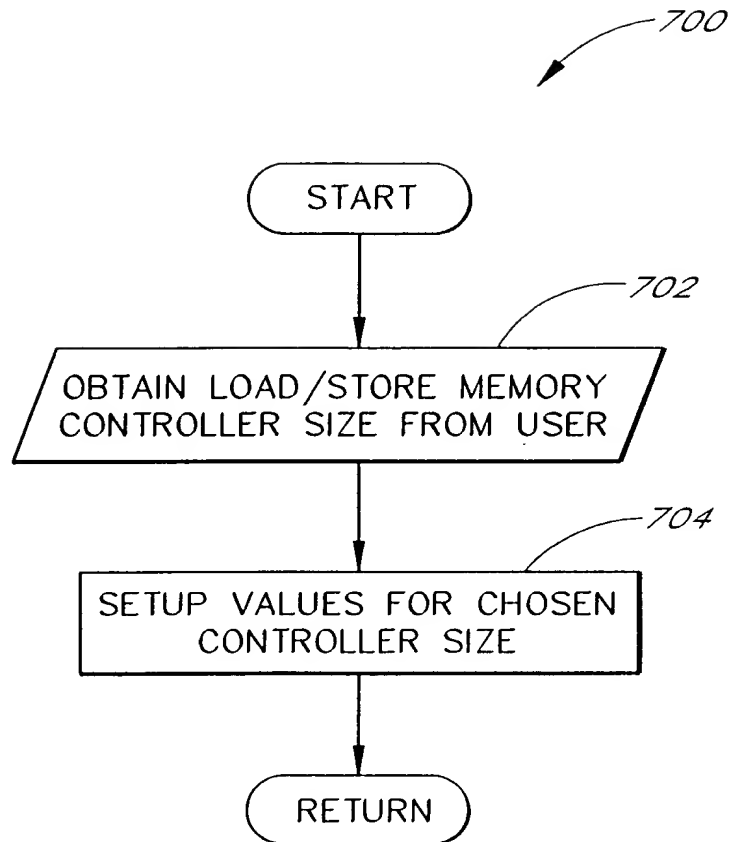 700
START
702
OBTAIN LOAD/STORE MEMORY
CONTROLLER SIZE FROM USER
704
SETUP VALUES FOR CHOSEN
CONTROLLER SIZE
RETURN